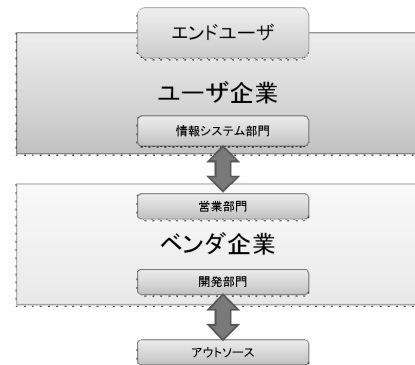 エンドユーザ
ユーザ企業
情報システム部門
営業部門
ベンダ企業
開発部門
アウトソース